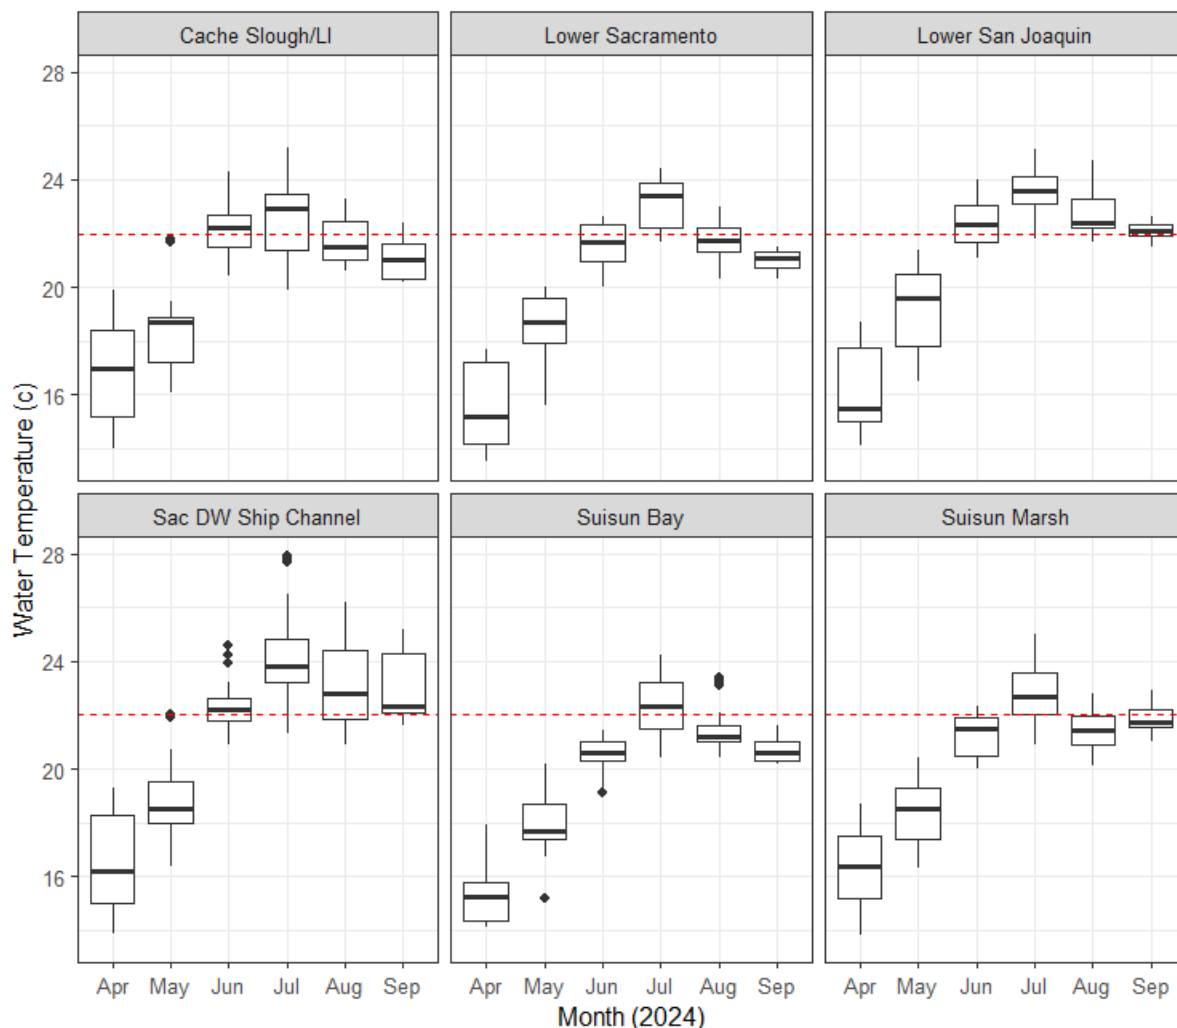 Cache Slough/LI
Lower Sacramento
Lower San Joaquin
28
24
20
16
Water Temperature (c)
Sac DW Ship Channel
Suisun Bay
Suisun Marsh
28
24
20
16
Apr May Jun Jul Aug Sep
Apr May Jun Jul Aug Sep
Apr May Jun Jul Aug Sep
Month (2024)